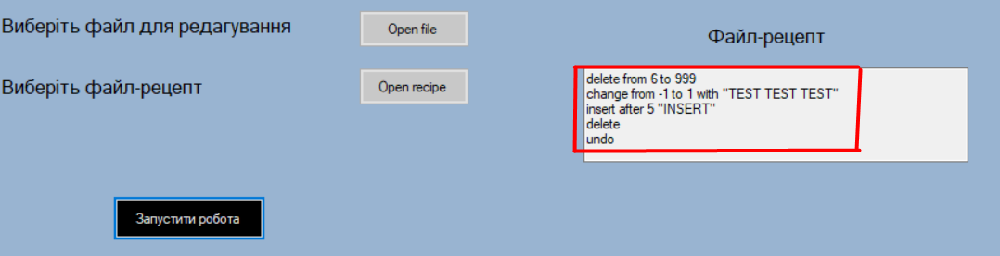 Виберіть файл для редагування
Open file
Виберіть файл-рецепт
Open recipe
Запустити робота
Файл-рецепт
delete from 6 to 999
change from -1 to 1 with "TEST TEST TEST"
insert after 5 "INSERT"
delete
undo